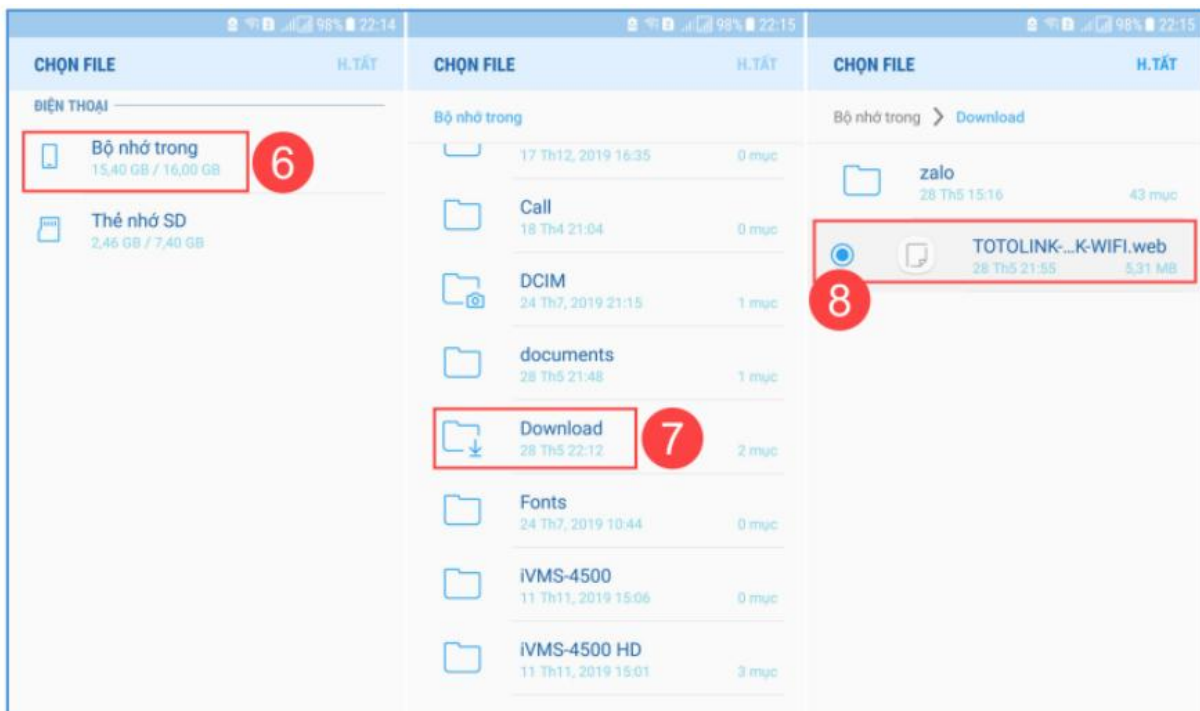 98% 22:14
CHỌN FILE H.TẤT
ĐIỆN THOẠI
Bộ nhớ trong
15,40 GB / 16,00 GB
6
Thẻ nhớ SD
2,46 GB / 7,40 GB
98% 22:15
CHỌN FILE H.TẤT
Bộ nhớ trong
17 Th12, 2019 16:35 0 mục
Call
18 Th4 21:04 0 mục
DCIM
24 Th7, 2019 21:15 1 mục
documents
28 Th5 21:48 1 mục
Download
28 Th5 22:12 2 mục
7
Fonts
24 Th7, 2019 10:44 0 mục
iVMS-4500
11 Th11, 2019 15:06 0 mục
iVMS-4500 HD
11 Th11, 2019 15:01 3 mục
98% 22:15
CHỌN FILE H.TẤT
Bộ nhớ trong > Download
zalo
28 Th5 15:16 43 mục
TOTOLINK-...K-WIFI.web
28 Th5 21:55 5,31 MB
8